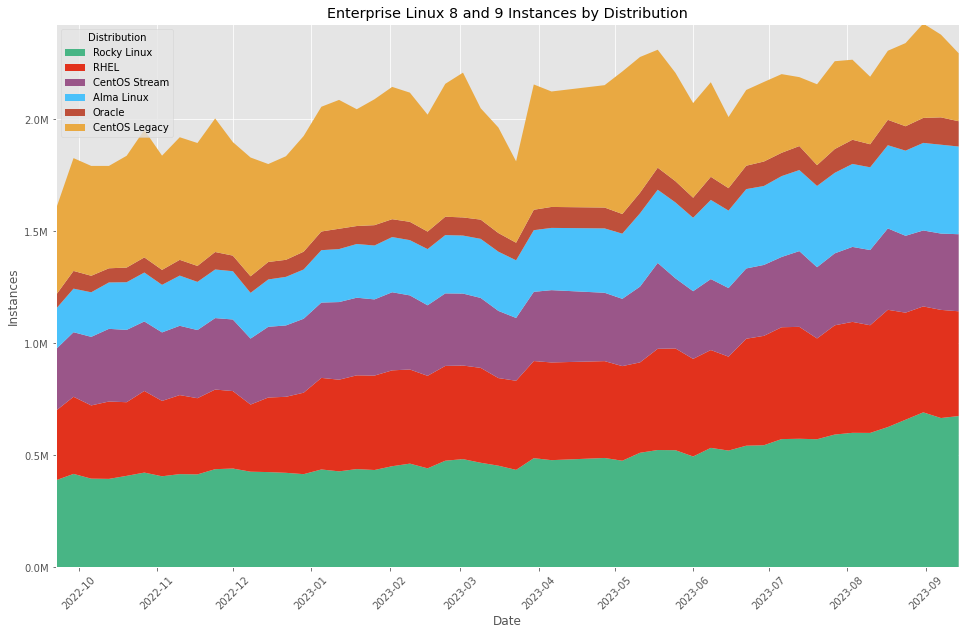 Enterprise Linux 8 and 9 Instances by Distribution
Distribution
Rocky Linux
RHEL
CentOS Stream
Alma Linux
Oracle
CentOS Legacy
Instances
2.0M
1.5M
1.0M
0.5M
0.0M
2022-10
2022-11
2022-12
2023-01
2023-02
2023-03
2023-04
2023-05
2023-06
2023-07
2023-08
2023-09
Date